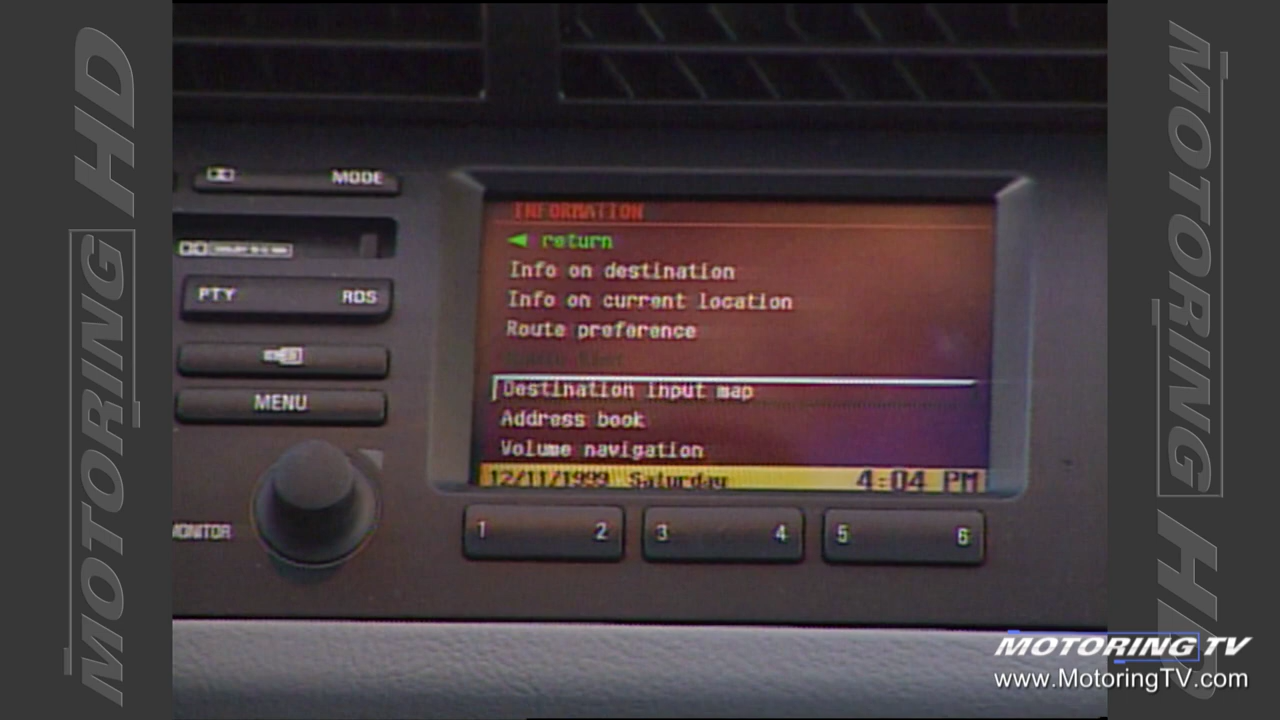 MOTORING HD
MODE
PTY RDS
MENU
MONITOR
INFORMATION
return
Info on destination
Info on current location
Route preference
Destination input map
Address book
Volume navigation
12/11/1999 Saturday 4:04 PM
1 2 3 4 5 6
MOTORING HD
MOTORING TV
www.MotoringTV.com